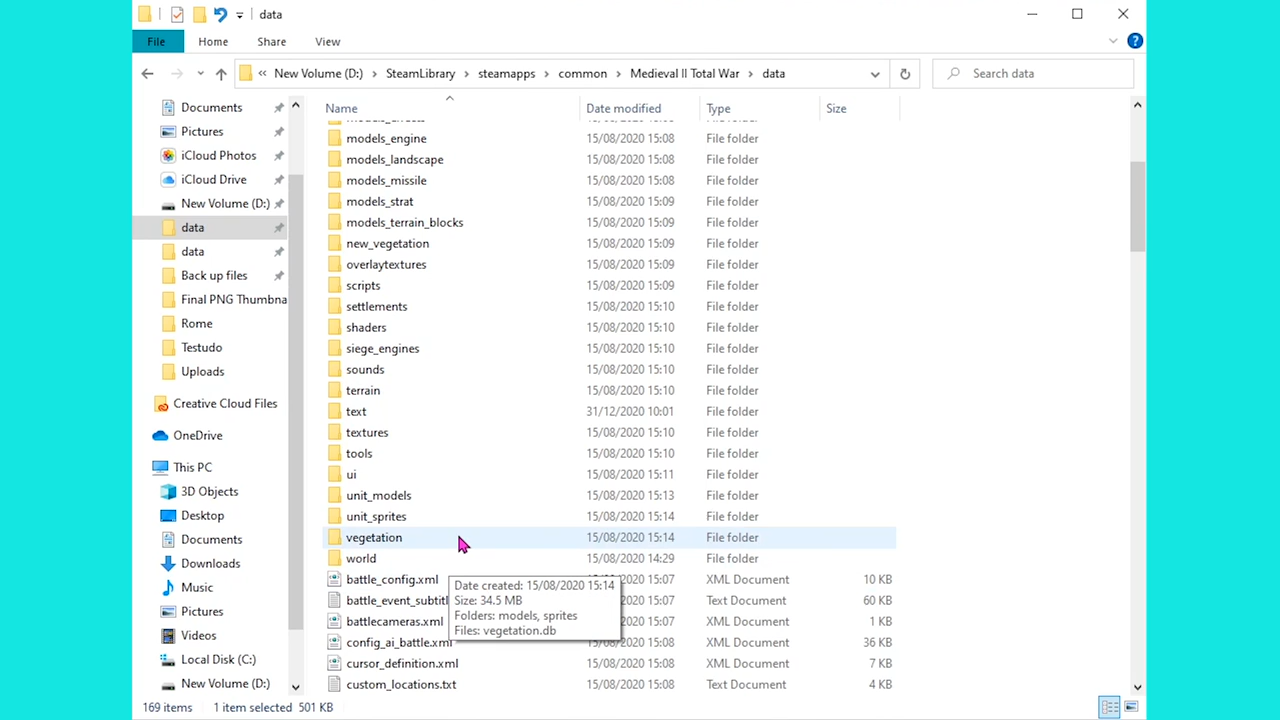 data
File
Home
Share
View
« New Volume (D:) > SteamLibrary > steamapps > common > Medieval II Total War > data
Search data
Documents
Pictures
iCloud Photos
iCloud Drive
New Volume (D:)
data
data
Back up files
Final PNG Thumbna
Rome
Testudo
Uploads
Creative Cloud Files
OneDrive
This PC
3D Objects
Desktop
Documents
Downloads
Music
Pictures
Videos
Local Disk (C:)
New Volume (D:)
Name Date modified Type Size
models_engine 15/08/2020 15:08 File folder
models_landscape 15/08/2020 15:08 File folder
models_missile 15/08/2020 15:08 File folder
models_strat 15/08/2020 15:09 File folder
models_terrain_blocks 15/08/2020 15:09 File folder
new_vegetation 15/08/2020 15:09 File folder
overlaytextures 15/08/2020 15:09 File folder
scripts 15/08/2020 15:09 File folder
settlements 15/08/2020 15:10 File folder
shaders 15/08/2020 15:10 File folder
siege_engines 15/08/2020 15:10 File folder
sounds 15/08/2020 15:10 File folder
terrain 15/08/2020 15:10 File folder
text 31/12/2020 10:01 File folder
textures 15/08/2020 15:10 File folder
tools 15/08/2020 15:10 File folder
ui 15/08/2020 15:11 File folder
unit_models 15/08/2020 15:13 File folder
unit_sprites 15/08/2020 15:14 File folder
vegetation 15/08/2020 15:14 File folder
world 15/08/2020 14:29 File folder
battle_config.xml 15:07 XML Document 10 KB
battle_event_subtitl 15:07 Text Document 60 KB
battlecameras.xml 15:07 XML Document 1 KB
config_ai_battle.xml 15:08 XML Document 36 KB
cursor_definition.xml 15/08/2020 15:08 XML Document 7 KB
custom_locations.txt 15/08/2020 15:08 Text Document 4 KB
Date created: 15/08/2020 15:14
Size: 34.5 MB
Folders: models, sprites
Files: vegetation.db
169 items 1 item selected 501 KB